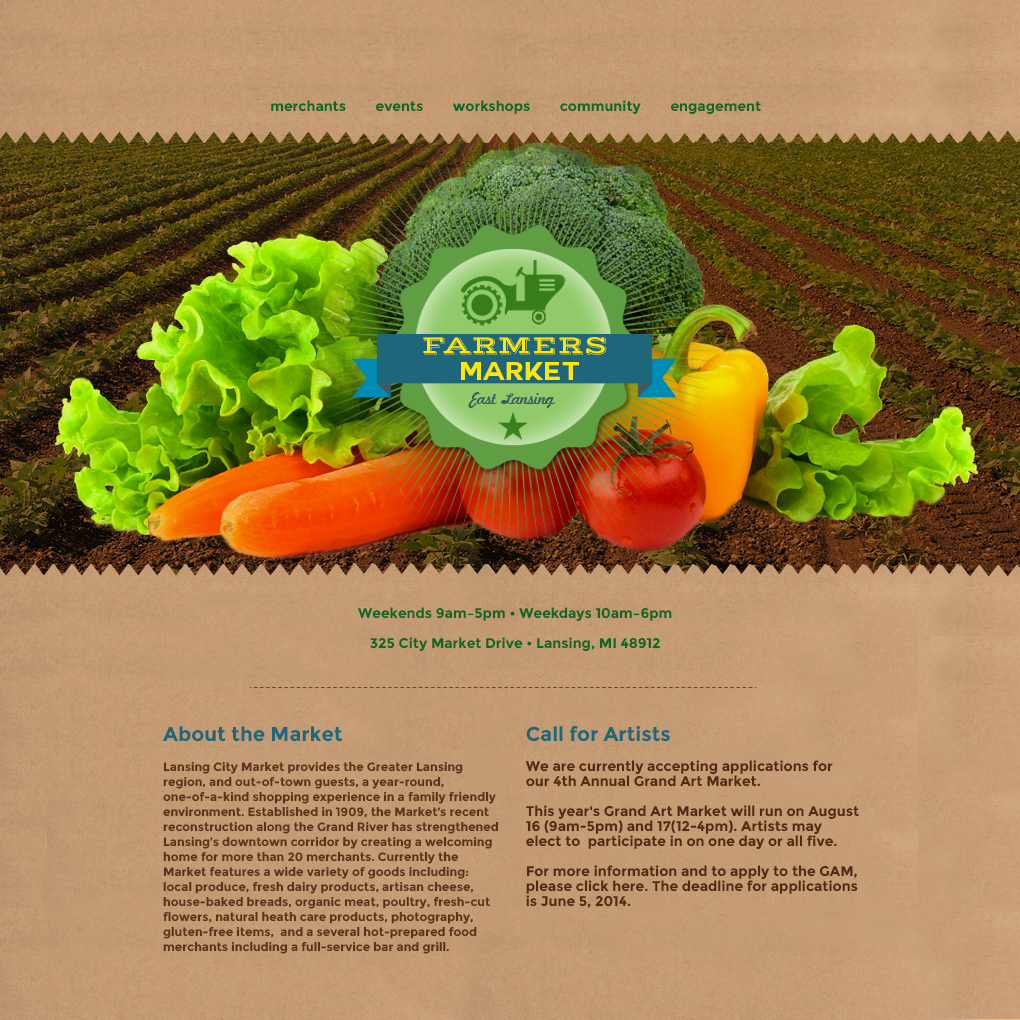 merchants events workshops community engagement
FARMERS
MARKET
East Lansing
Weekends 9am–5pm • Weekdays 10am–6pm
325 City Market Drive • Lansing, MI 48912
About the Market
Lansing City Market provides the Greater Lansing
region, and out-of-town guests, a year-round,
one-of-a-kind shopping experience in a family friendly
environment. Established in 1909, the Market's recent
reconstruction along the Grand River has strengthened
Lansing's downtown corridor by creating a welcoming
home for more than 20 merchants. Currently the
Market features a wide variety of goods including:
local produce, fresh dairy products, artisan cheese,
house-baked breads, organic meat, poultry, fresh-cut
flowers, natural heath care products, photography,
gluten-free items,  and a several hot-prepared food
merchants including a full-service bar and grill.
Call for Artists
We are currently accepting applications for
our 4th Annual Grand Art Market.
This year's Grand Art Market will run on August
16 (9am-5pm) and 17(12-4pm). Artists may
elect to  participate in on one day or all five.
For more information and to apply to the GAM,
please click here. The deadline for applications
is June 5, 2014.